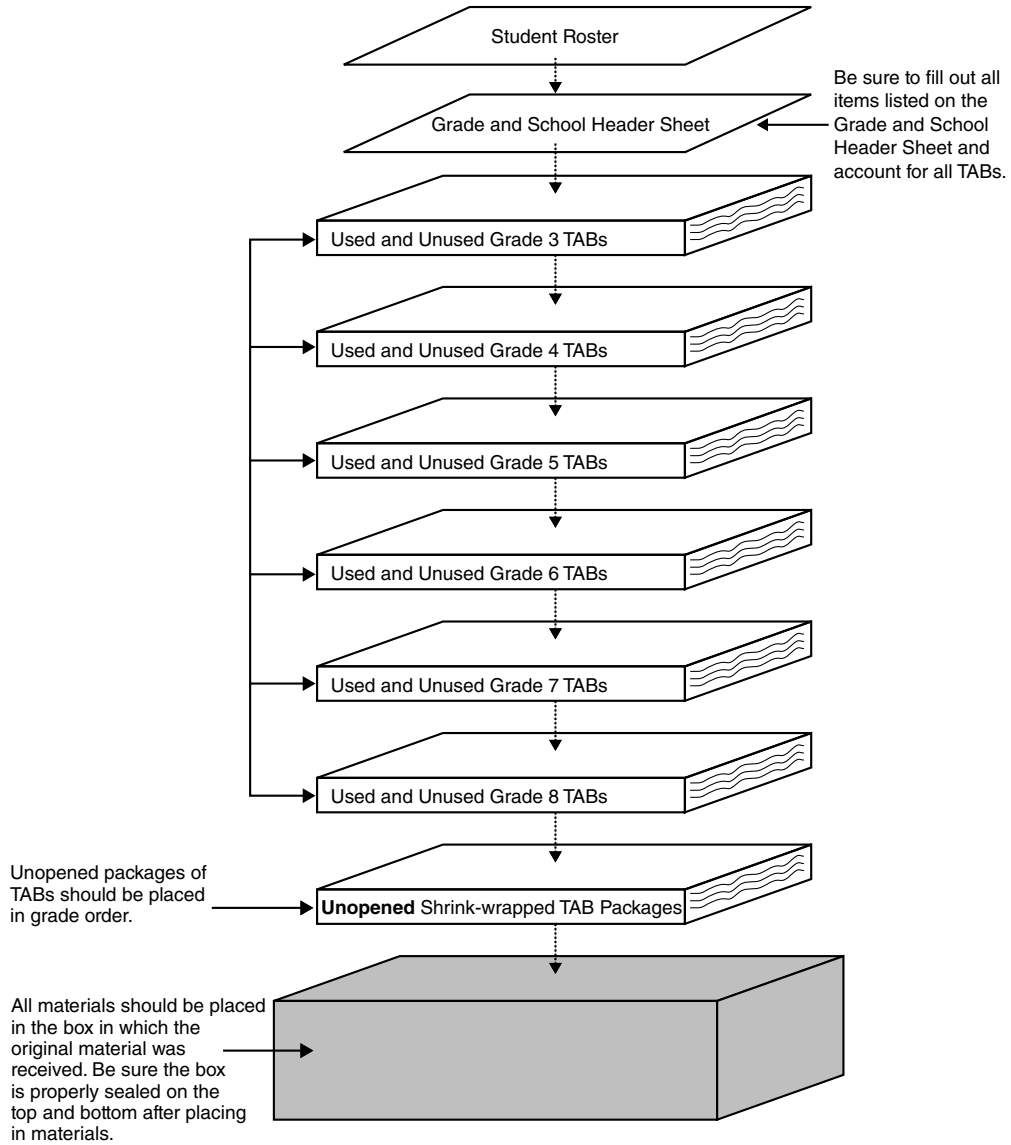 Student Roster
Grade and School Header Sheet
Be sure to fill out all
items listed on the
Grade and School
Header Sheet and
account for all TABs.
Used and Unused Grade 3 TABs
Used and Unused Grade 4 TABs
Used and Unused Grade 5 TABs
Used and Unused Grade 6 TABs
Used and Unused Grade 7 TABs
Used and Unused Grade 8 TABs
Unopened packages of
TABs should be placed
in grade order.
Unopened Shrink-wrapped TAB Packages
All materials should be placed
in the box in which the
original material was
received. Be sure the box
is properly sealed on the
top and bottom after placing
in materials.